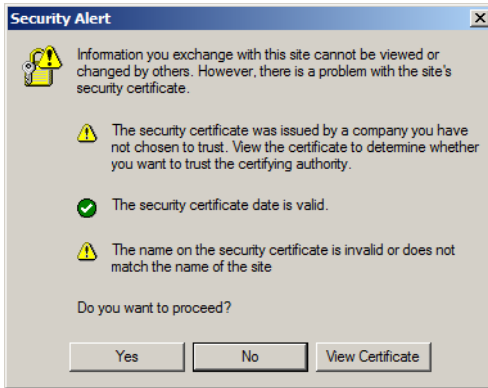 Security Alert
Information you exchange with this site cannot be viewed or
changed by others. However, there is a problem with the site's
security certificate.
The security certificate was issued by a company you have
not chosen to trust. View the certificate to determine whether
you want to trust the certifying authority.
The security certificate date is valid.
The name on the security certificate is invalid or does not
match the name of the site
Do you want to proceed?
Yes No View Certificate